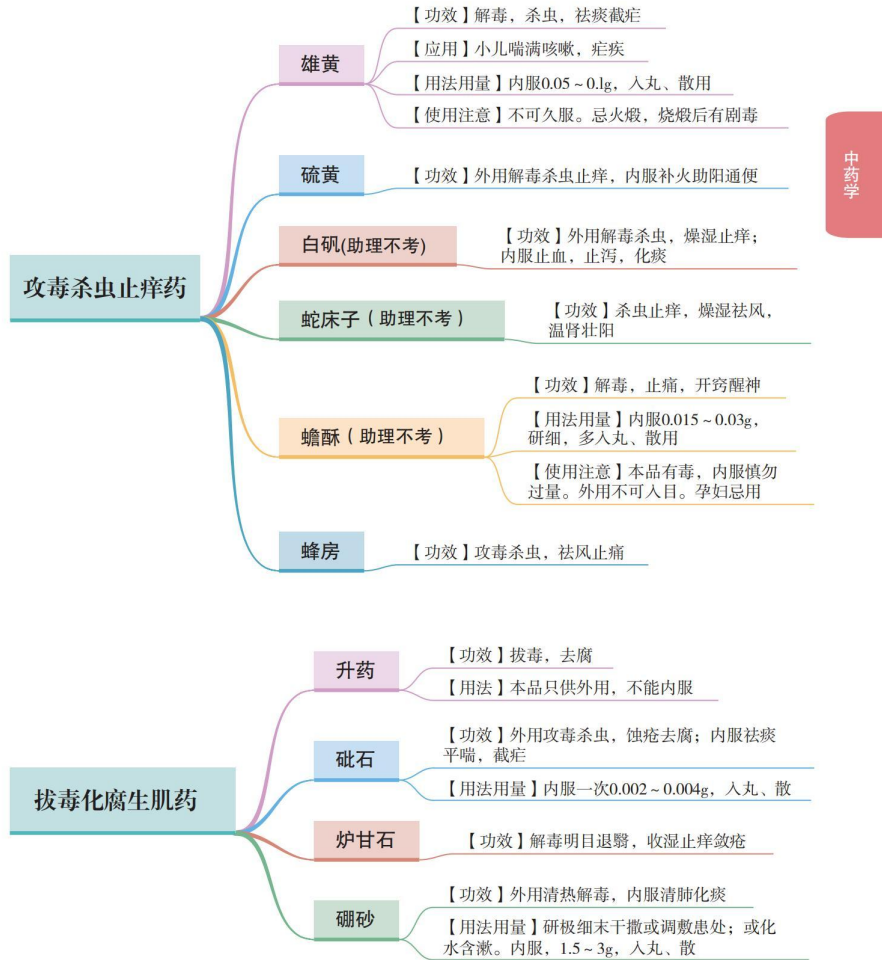 攻毒杀虫止痒药
雄黄
【功效】解毒，杀虫，祛痰截疟
【应用】小儿喘满咳嗽，疟疾
【用法用量】内服0.05～0.lg，入丸、散用
【使用注意】不可久服。忌火煅，烧煅后有剧毒
硫黄
【功效】外用解毒杀虫止痒，内服补火助阳通便
白矾(助理不考)
【功效】外用解毒杀虫，燥湿止痒；
内服止血，止泻，化痰
蛇床子（助理不考）
【功效】杀虫止痒，燥湿祛风，
温肾壮阳
蟾酥（助理不考）
【功效】解毒，止痛，开窍醒神
【用法用量】内服0.015～0.03g，
研细，多入丸、散用
【使用注意】本品有毒，内服慎勿
过量。外用不可入目。孕妇忌用
蜂房
【功效】攻毒杀虫，祛风止痛
中药学
拔毒化腐生肌药
升药
【功效】拔毒，去腐
【用法】本品只供外用，不能内服
砒石
【功效】外用攻毒杀虫，蚀疮去腐；内服祛痰
平喘，截疟
【用法用量】内服一次0.002～0.004g，入丸、散
炉甘石
【功效】解毒明目退翳，收湿止痒敛疮
硼砂
【功效】外用清热解毒，内服清肺化痰
【用法用量】研极细末干撒或调敷患处；或化
水含漱。内服，1.5～3g，入丸、散